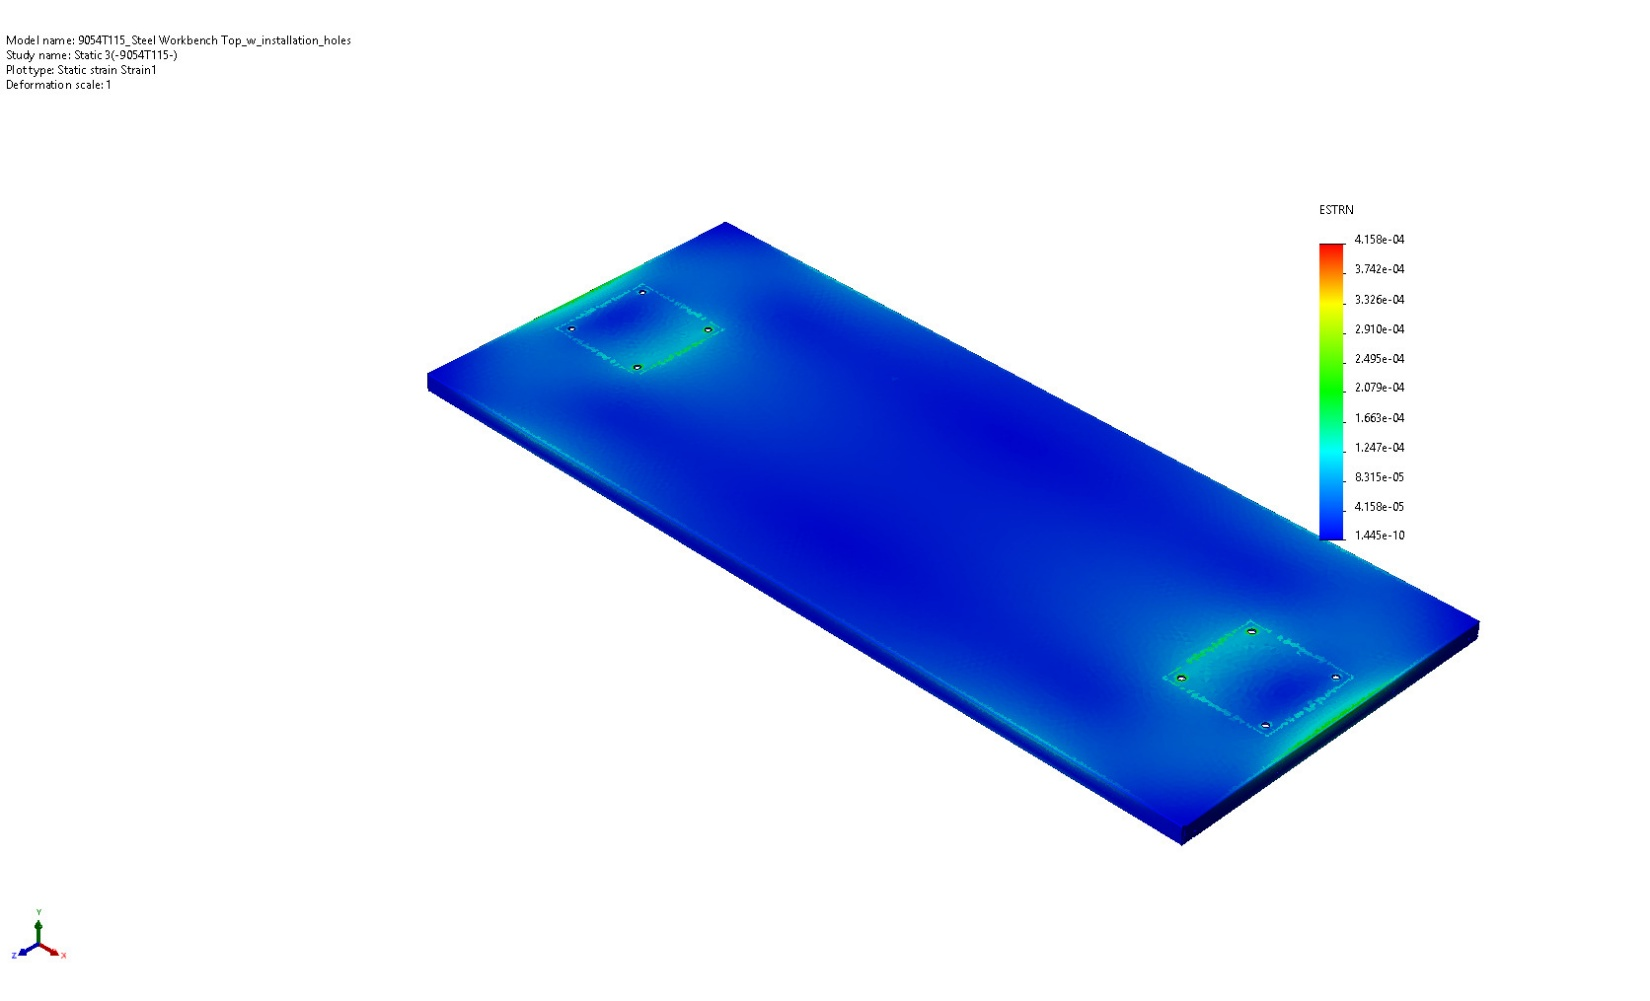 Model name: 9054T115_Steel Workbench Top_w_installation_holes
Study name: Static 3(-9054T115-)
Plot type: Static strain Strain1
Deformation scale: 1
ESTRN
4.158e-04
3.742e-04
3.326e-04
2.910e-04
2.495e-04
2.079e-04
1.663e-04
1.247e-04
8.315e-05
4.158e-05
1.445e-10
Y
Z
X